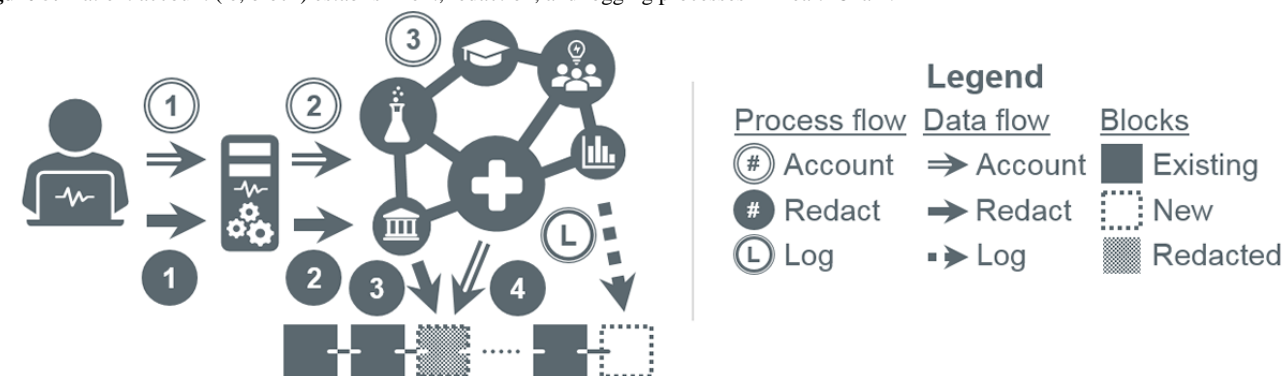 3
1
2
L
1
2
3
4
Legend
Process flow
Data flow
Blocks
# Account
Account
Existing
# Redact
Redact
New
L Log
Log
Redacted